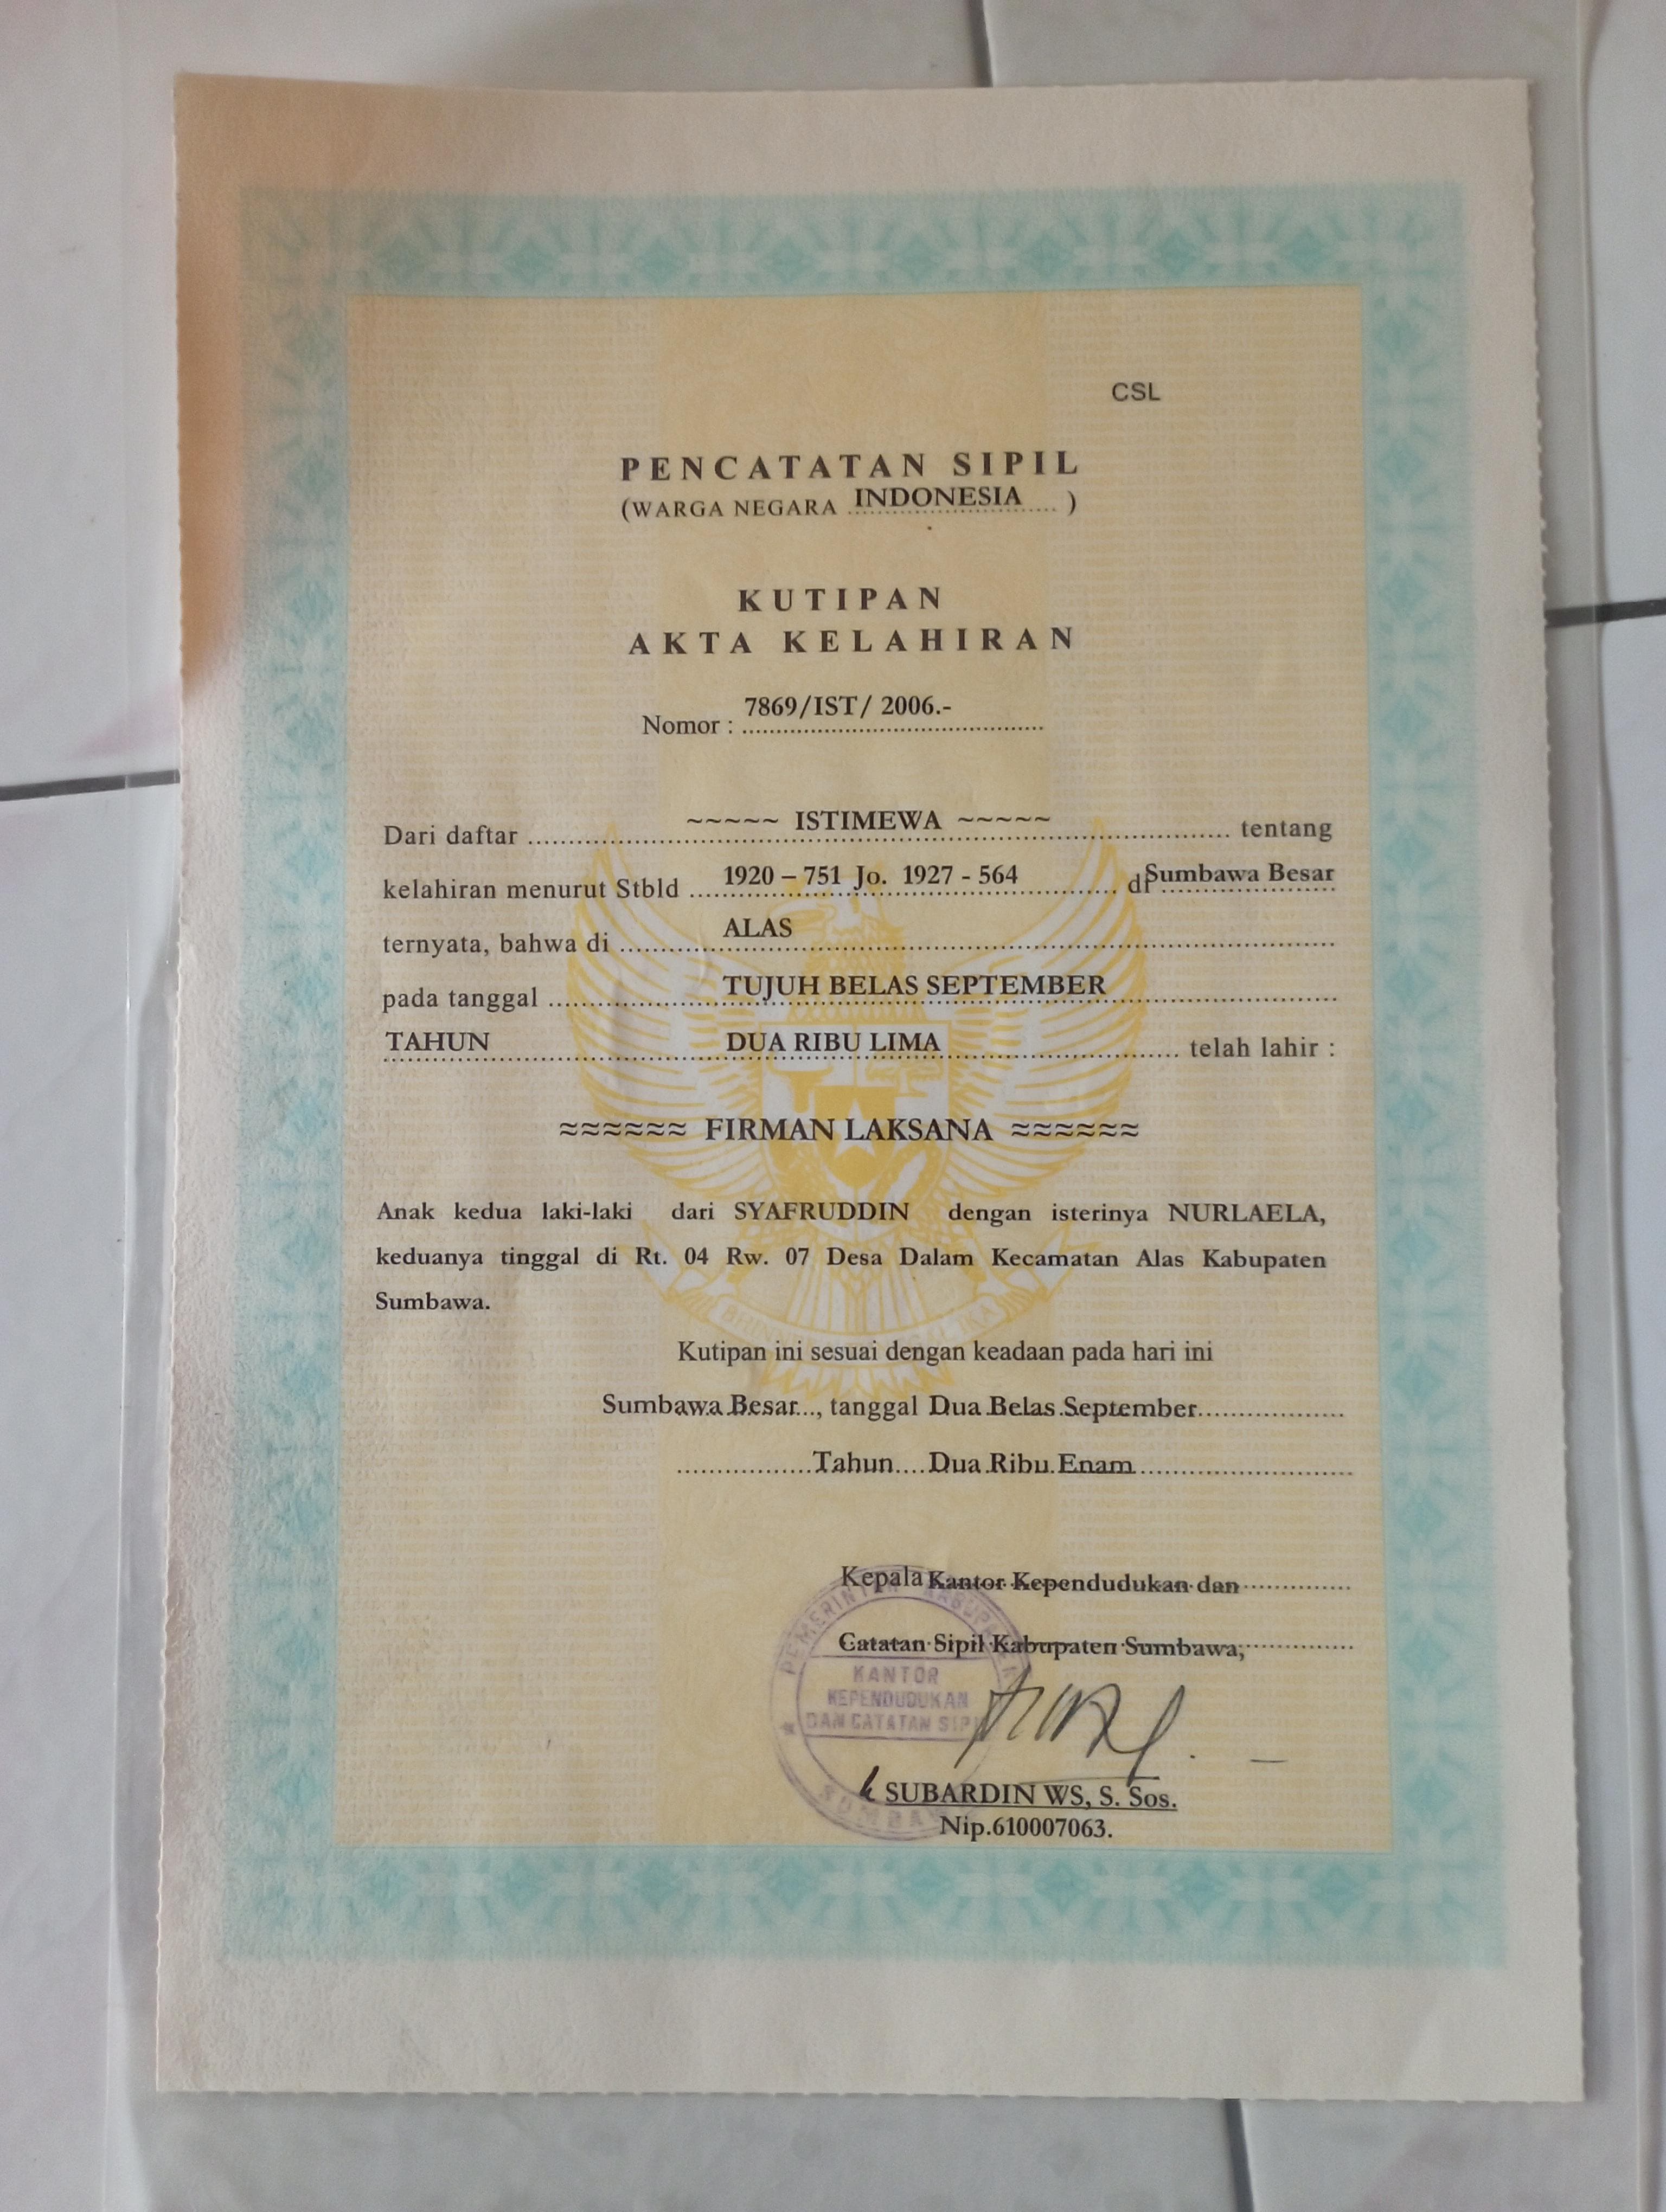 CSL
PENCATATAN SIPIL
(WARGA NEGARA INDONESIA )
KUTIPAN
AKTA KELAHIRAN
Nomor : 7869/IST/ 2006.-
Dari daftar ~~~~~ ISTIMEWA ~~~~~ tentang
kelahiran menurut Stbld 1920 – 751 Jo. 1927 - 564 di Sumbawa Besar
ternyata, bahwa di ALAS
pada tanggal TUJUH BELAS SEPTEMBER
TAHUN DUA RIBU LIMA telah lahir :
≈≈≈≈≈≈ FIRMAN LAKSANA ≈≈≈≈≈≈
Anak kedua laki-laki dari SYAFRUDDIN dengan isterinya NURLAELA,
keduanya tinggal di Rt. 04 Rw. 07 Desa Dalam Kecamatan Alas Kabupaten
Sumbawa.
Kutipan ini sesuai dengan keadaan pada hari ini
Sumbawa Besar, tanggal Dua Belas September
Tahun Dua Ribu Enam
Kepala Kantor Kependudukan dan
Catatan Sipil Kabupaten Sumbawa,
KANTOR
KEPENDUDUKAN
DAN CATATAN SIPIL
SUBARDIN WS, S. Sos.
Nip.610007063.